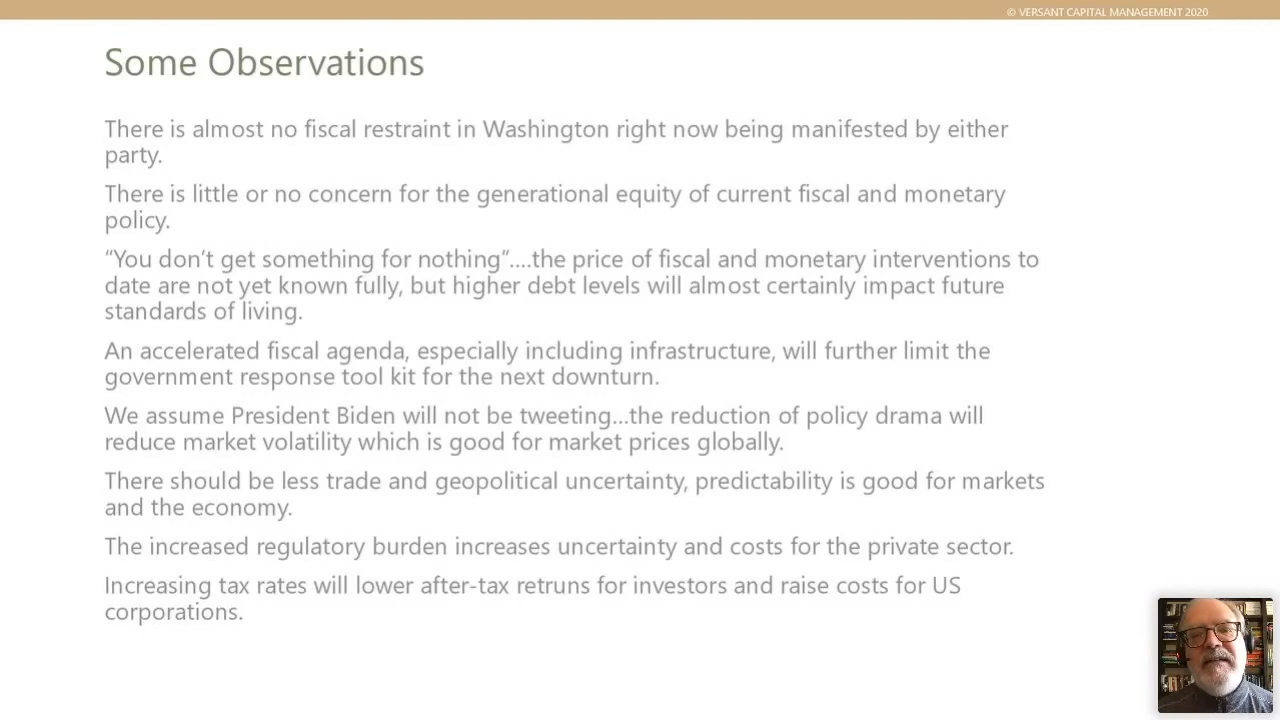 © VERSANT CAPITAL MANAGEMENT 2020
Some Observations
There is almost no fiscal restraint in Washington right now being manifested by either
party.
There is little or no concern for the generational equity of current fiscal and monetary
policy.
“You don’t get something for nothing”....the price of fiscal and monetary interventions to
date are not yet known fully, but higher debt levels will almost certainly impact future
standards of living.
An accelerated fiscal agenda, especially including infrastructure, will further limit the
government response tool kit for the next downturn.
We assume President Biden will not be tweeting...the reduction of policy drama will
reduce market volatility which is good for market prices globally.
There should be less trade and geopolitical uncertainty, predictability is good for markets
and the economy.
The increased regulatory burden increases uncertainty and costs for the private sector.
Increasing tax rates will lower after-tax retruns for investors and raise costs for US
corporations.